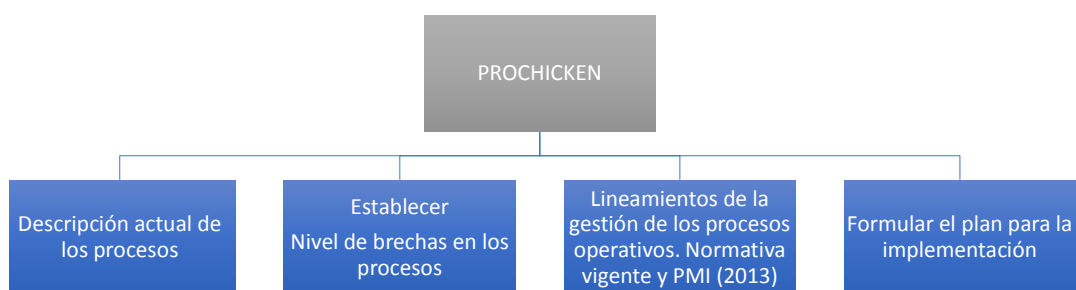 PROCHICKEN
Descripción actual de
los procesos
Establecer
Nivel de brechas en los
procesos
Lineamientos de la
gestión de los procesos
operativos. Normativa
vigente y PMI (2013)
Formular el plan para la
implementación